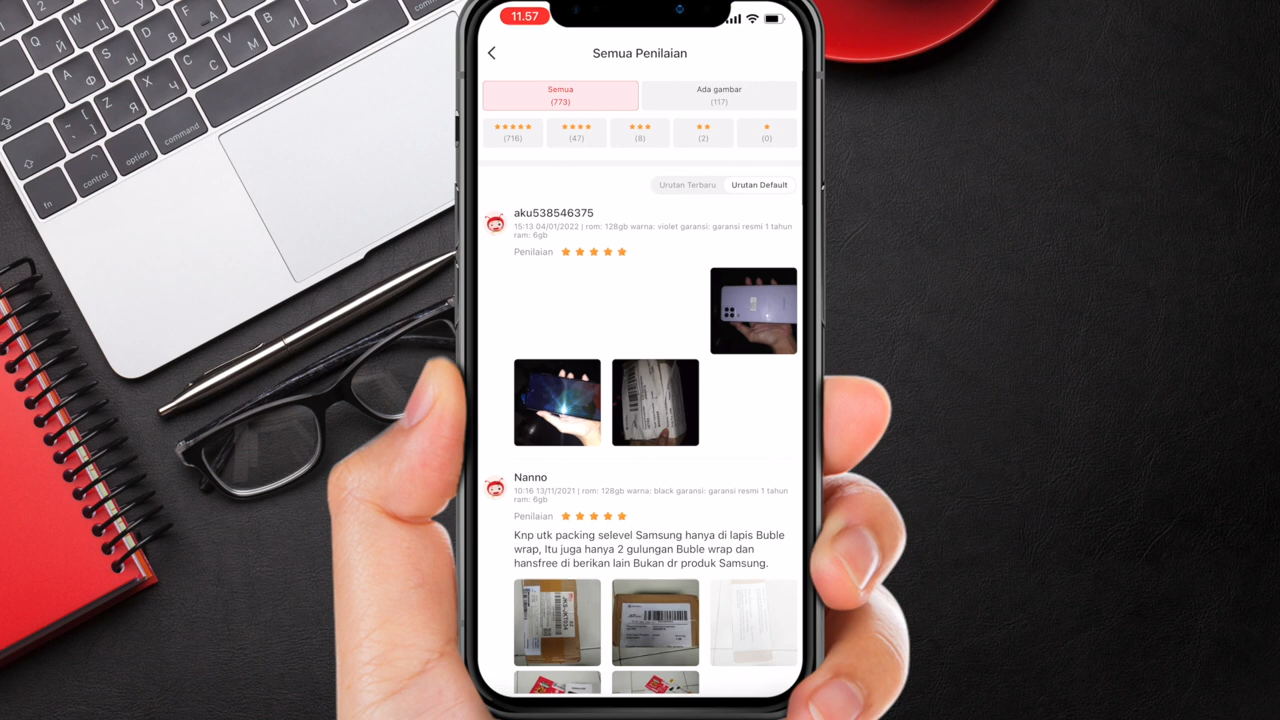 11.57
Semua Penilaian
Semua
(773)
Ada gambar
(117)
(716)
(47)
(8)
(2)
(0)
Urutan Terbaru
Urutan Default
aku538546375
15:13 04/01/2022 | rom: 128gb warna: violet garansi: garansi resmi 1 tahun
ram: 6gb
Penilaian
Nanno
10:16 13/11/2021 | rom: 128gb warna: black garansi: garansi resmi 1 tahun
ram: 6gb
Penilaian
Knp utk packing selevel Samsung hanya di lapis Buble
wrap, Itu juga hanya 2 gulungan Buble wrap dan
hansfree di berikan lain Bukan dr produk Samsung.
command
option
control
fn